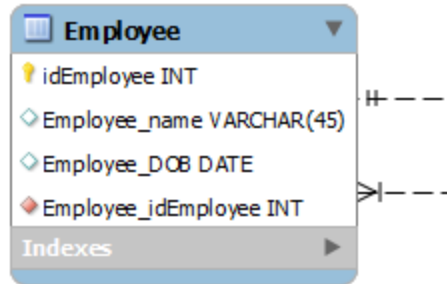 Employee
idEmployee INT
Employee_name VARCHAR(45)
Employee_DOB DATE
Employee_idEmployee INT
Indexes